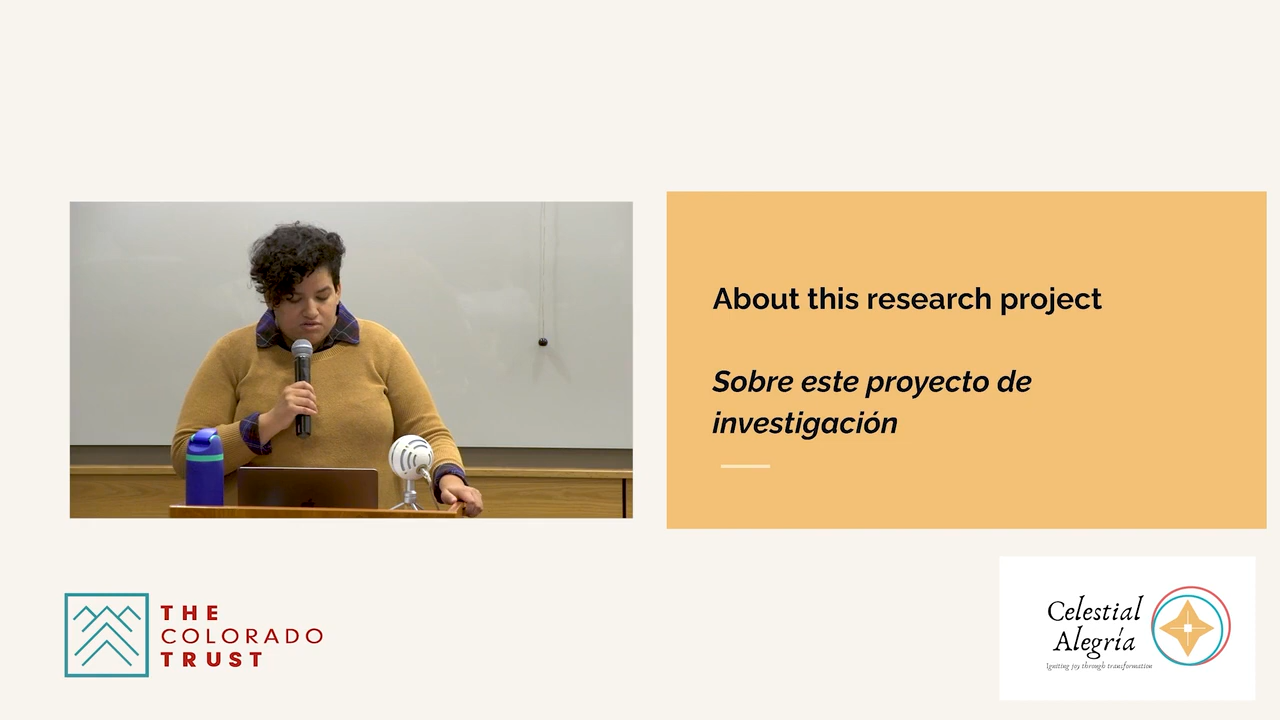 About this research project
Sobre este proyecto de
investigación
THE
COLORADO
TRUST
Celestial
Alegría
Igniting joy through transformation